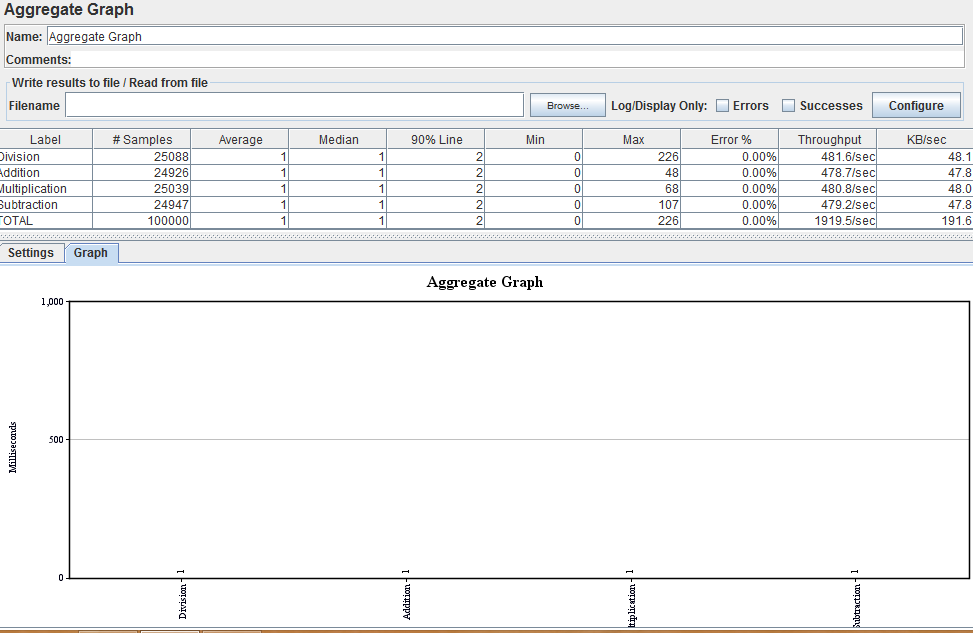 Aggregate Graph
Name: Aggregate Graph
Comments:
Write results to file / Read from file
Filename Browse... Log/Display Only: Errors Successes Configure
Label # Samples Average Median 90% Line Min Max Error % Throughput KB/sec
Division 25088 1 1 2 0 226 0.00% 481.6/sec 48.1
Addition 24926 1 1 2 0 48 0.00% 478.7/sec 47.8
Multiplication 25039 1 1 2 0 68 0.00% 480.8/sec 48.0
Subtraction 24947 1 1 2 0 107 0.00% 479.2/sec 47.8
TOTAL 100000 1 1 2 0 226 0.00% 1919.5/sec 191.6
Settings Graph
Aggregate Graph
1,000
Milliseconds
500
0
Division - 1
Addition - 1
ltiplication - 1
ubtraction - 1